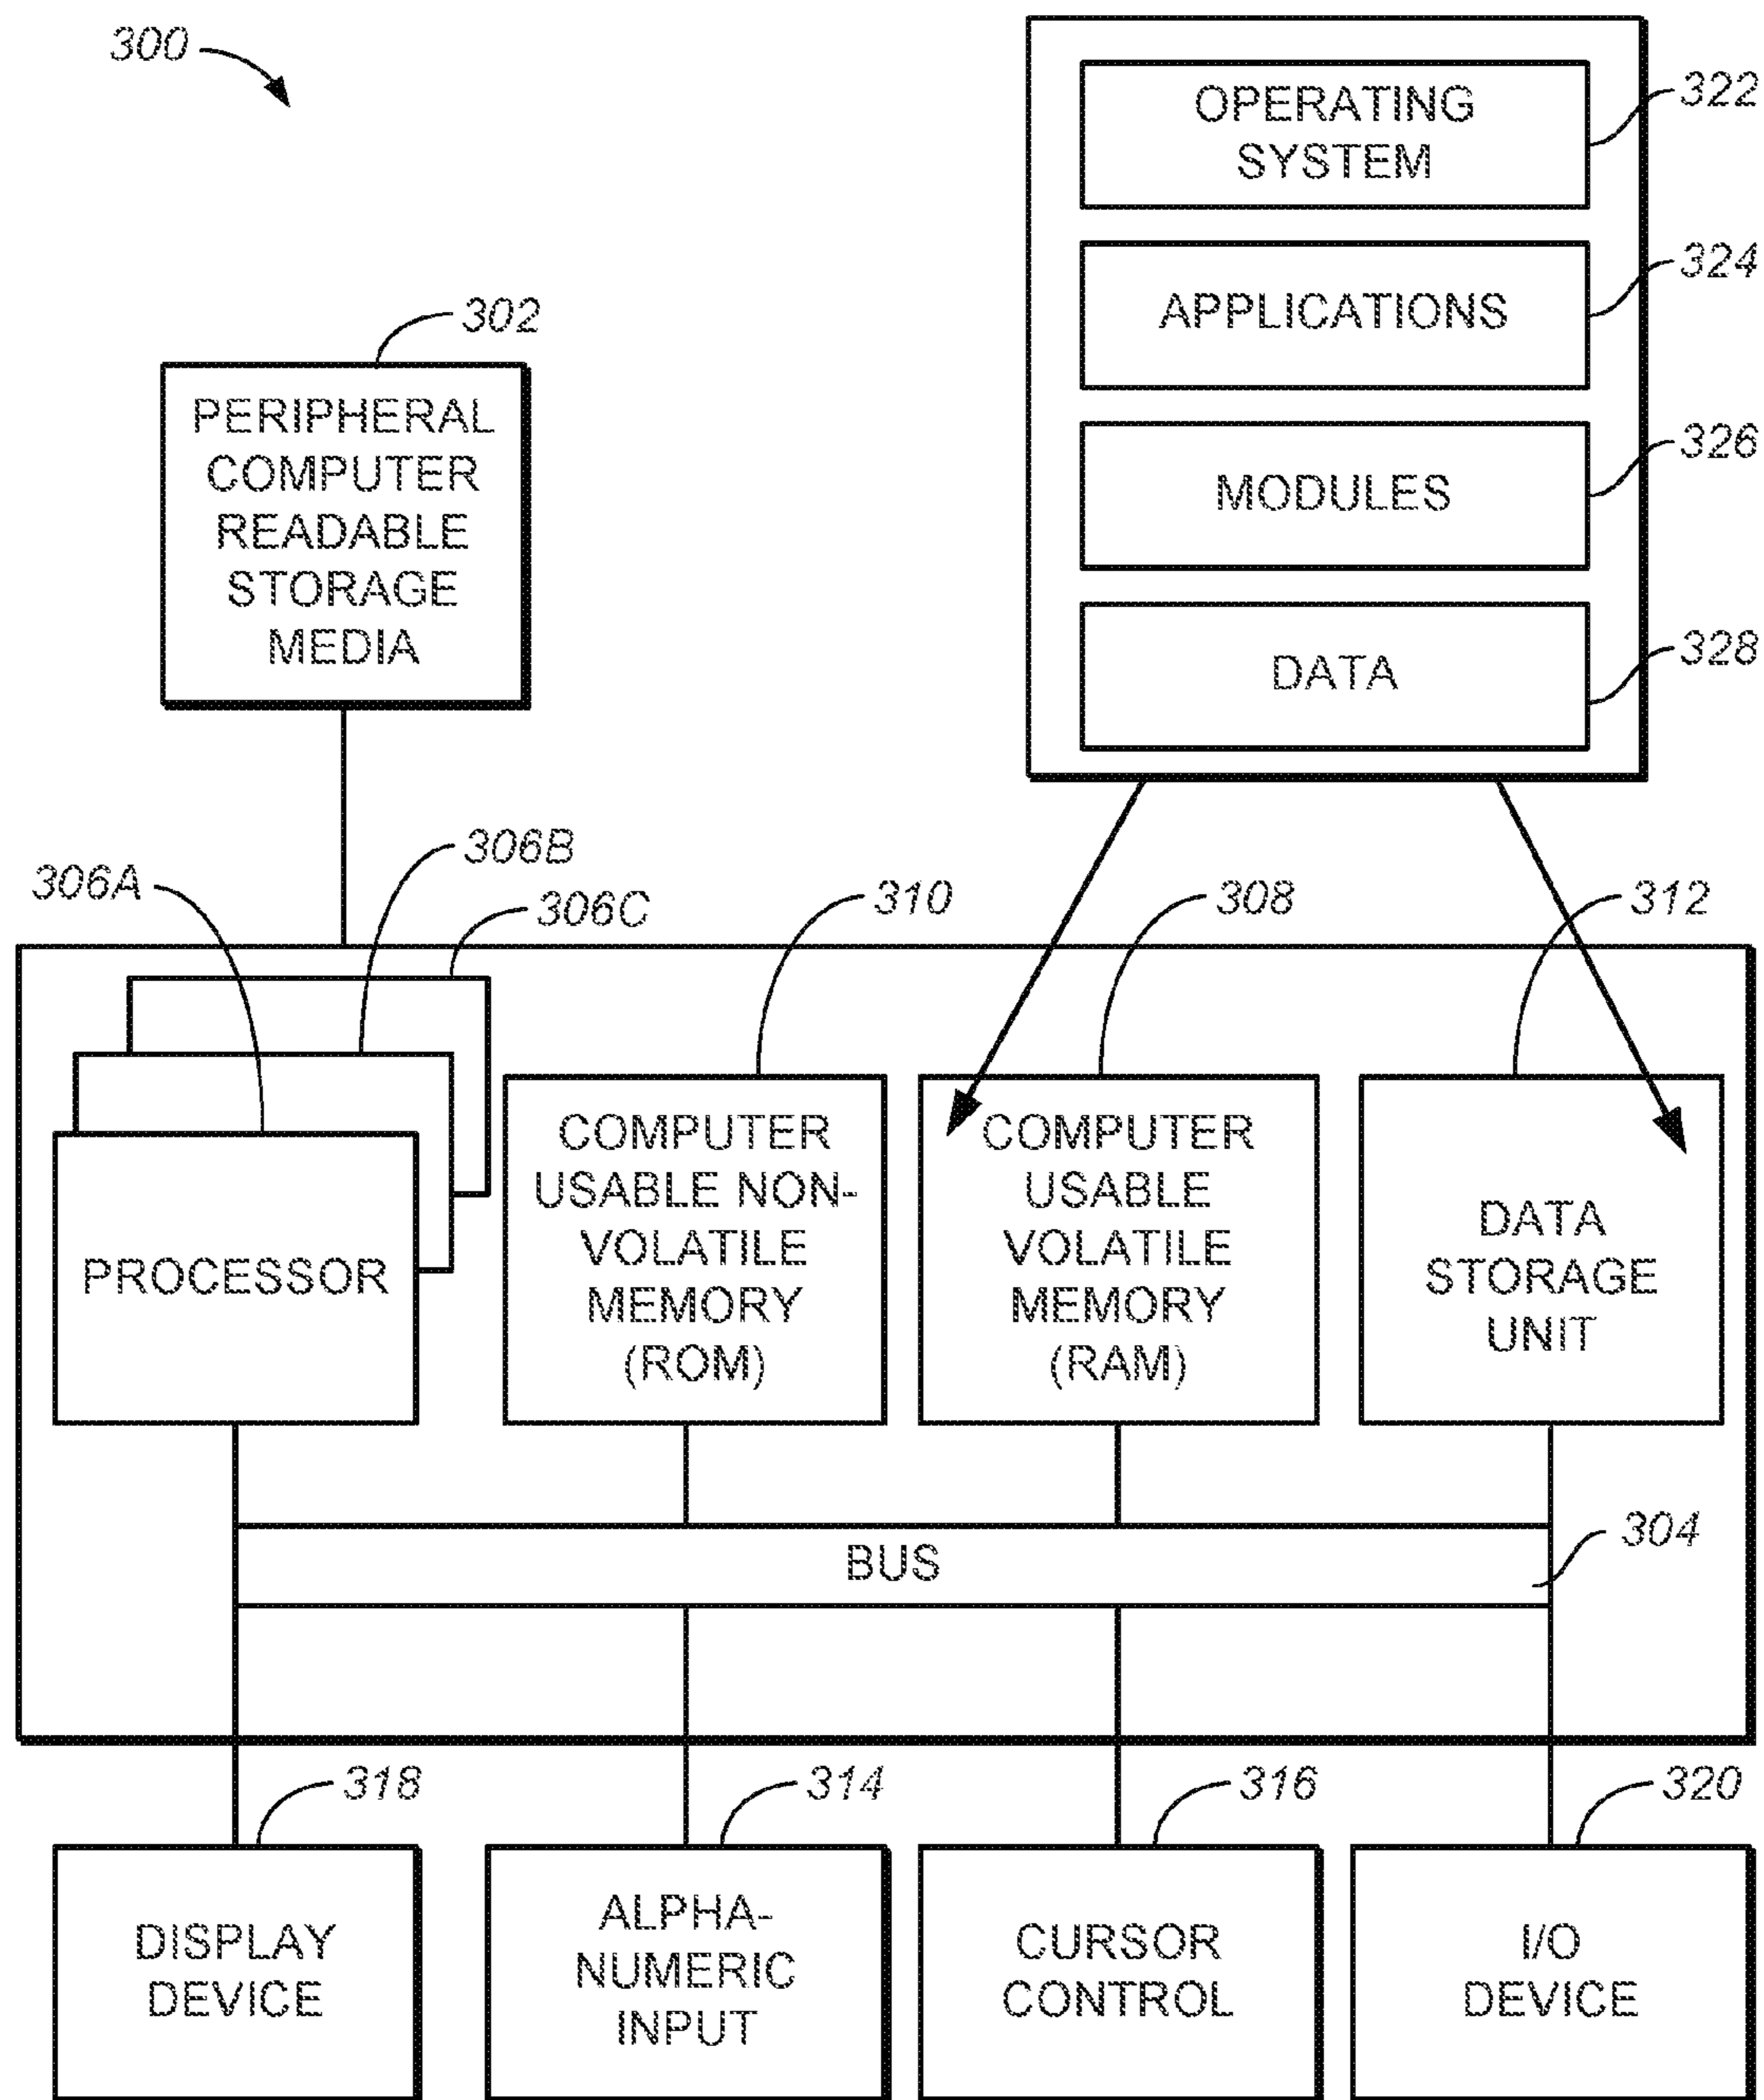 300
OPERATING
SYSTEM
322
APPLICATIONS
324
MODULES
326
DATA
328
302
PERIPHERAL
COMPUTER
READABLE
STORAGE
MEDIA
306A
306B
306C
310
308
312
PROCESSOR
COMPUTER
USABLE NON-
VOLATILE
MEMORY
(ROM)
COMPUTER
USABLE
VOLATILE
MEMORY
(RAM)
DATA
STORAGE
UNIT
BUS
304
318
314
316
320
DISPLAY
DEVICE
ALPHA-
NUMERIC
INPUT
CURSOR
CONTROL
I/O
DEVICE